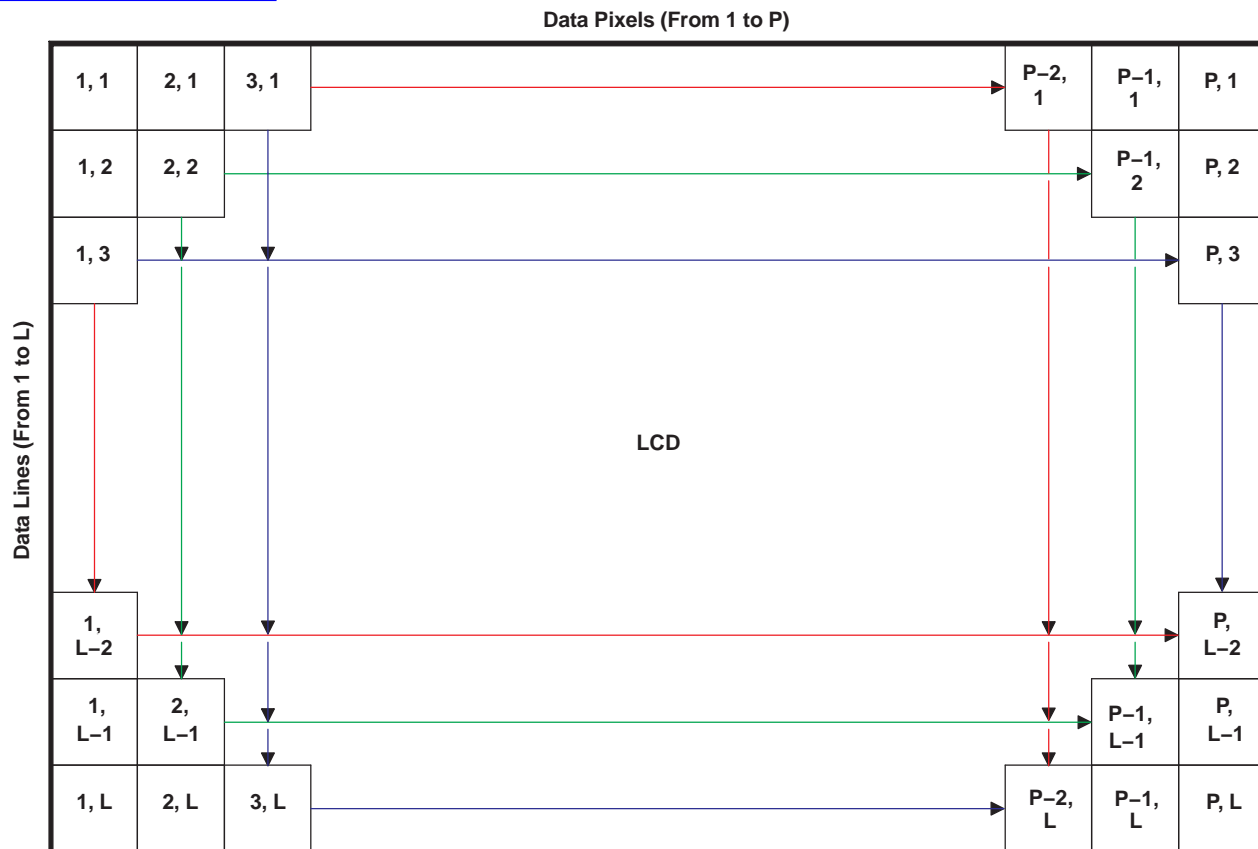 Data Pixels (From 1 to P)
1, 1
2, 1
3, 1
P–2,
1
P–1,
1
P, 1
1, 2
2, 2
P–1,
2
P, 2
1, 3
P, 3
Data Lines (From 1 to L)
LCD
1,
L–2
P,
L–2
1,
L–1
2,
L–1
P–1,
L–1
P,
L–1
1, L
2, L
3, L
P–2,
L
P–1,
L
P, L